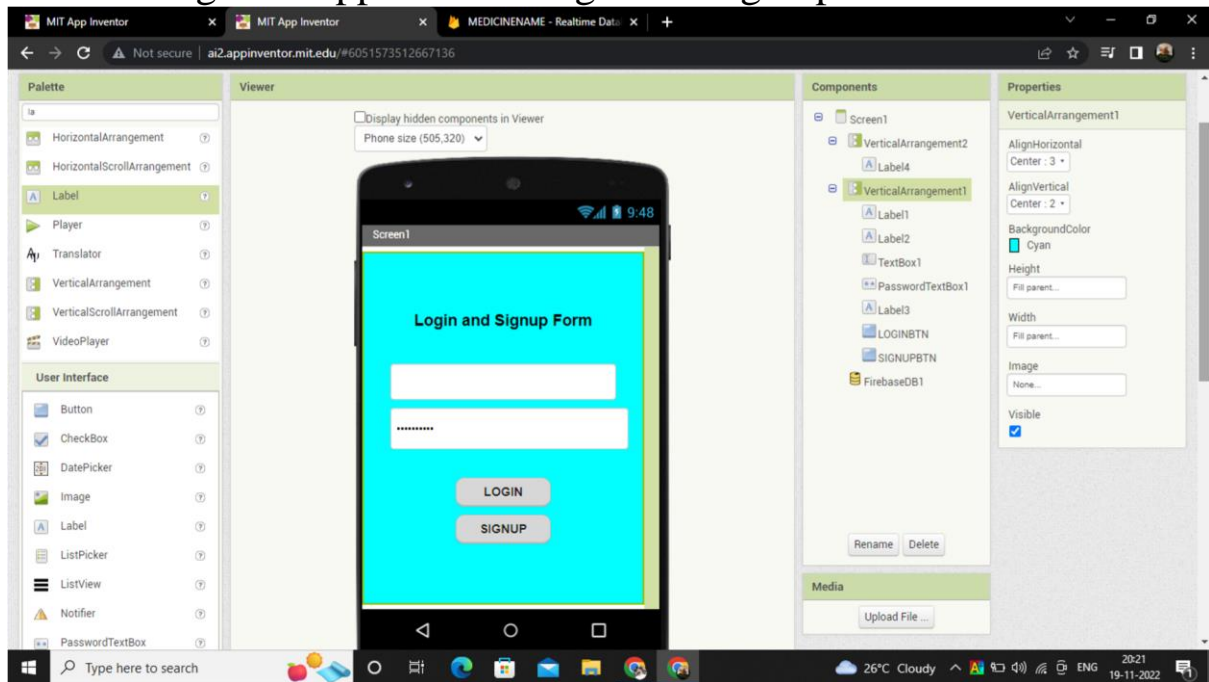 MIT App Inventor
MIT App Inventor
MEDICINENAME - Realtime Data
Not secure | ai2.appinventor.mit.edu/#6051573512667136
Palette
la
HorizontalArrangement
HorizontalScrollArrangement
Label
Player
Translator
VerticalArrangement
VerticalScrollArrangement
VideoPlayer
User Interface
Button
CheckBox
DatePicker
Image
Label
ListPicker
ListView
Notifier
PasswordTextBox
Viewer
Display hidden components in Viewer
Phone size (505,320)
9:48
Screen1
Login and Signup Form
LOGIN
SIGNUP
Components
Screen1
VerticalArrangement2
Label4
VerticalArrangement1
Label1
Label2
TextBox1
PasswordTextBox1
Label3
LOGINBTN
SIGNUPBTN
FirebaseDB1
Rename Delete
Media
Upload File ...
Properties
VerticalArrangement1
AlignHorizontal
Center : 3
AlignVertical
Center : 2
BackgroundColor
Cyan
Height
Fill parent...
Width
Fill parent...
Image
None...
Visible
Type here to search
26°C Cloudy
ENG
20:21
19-11-2022